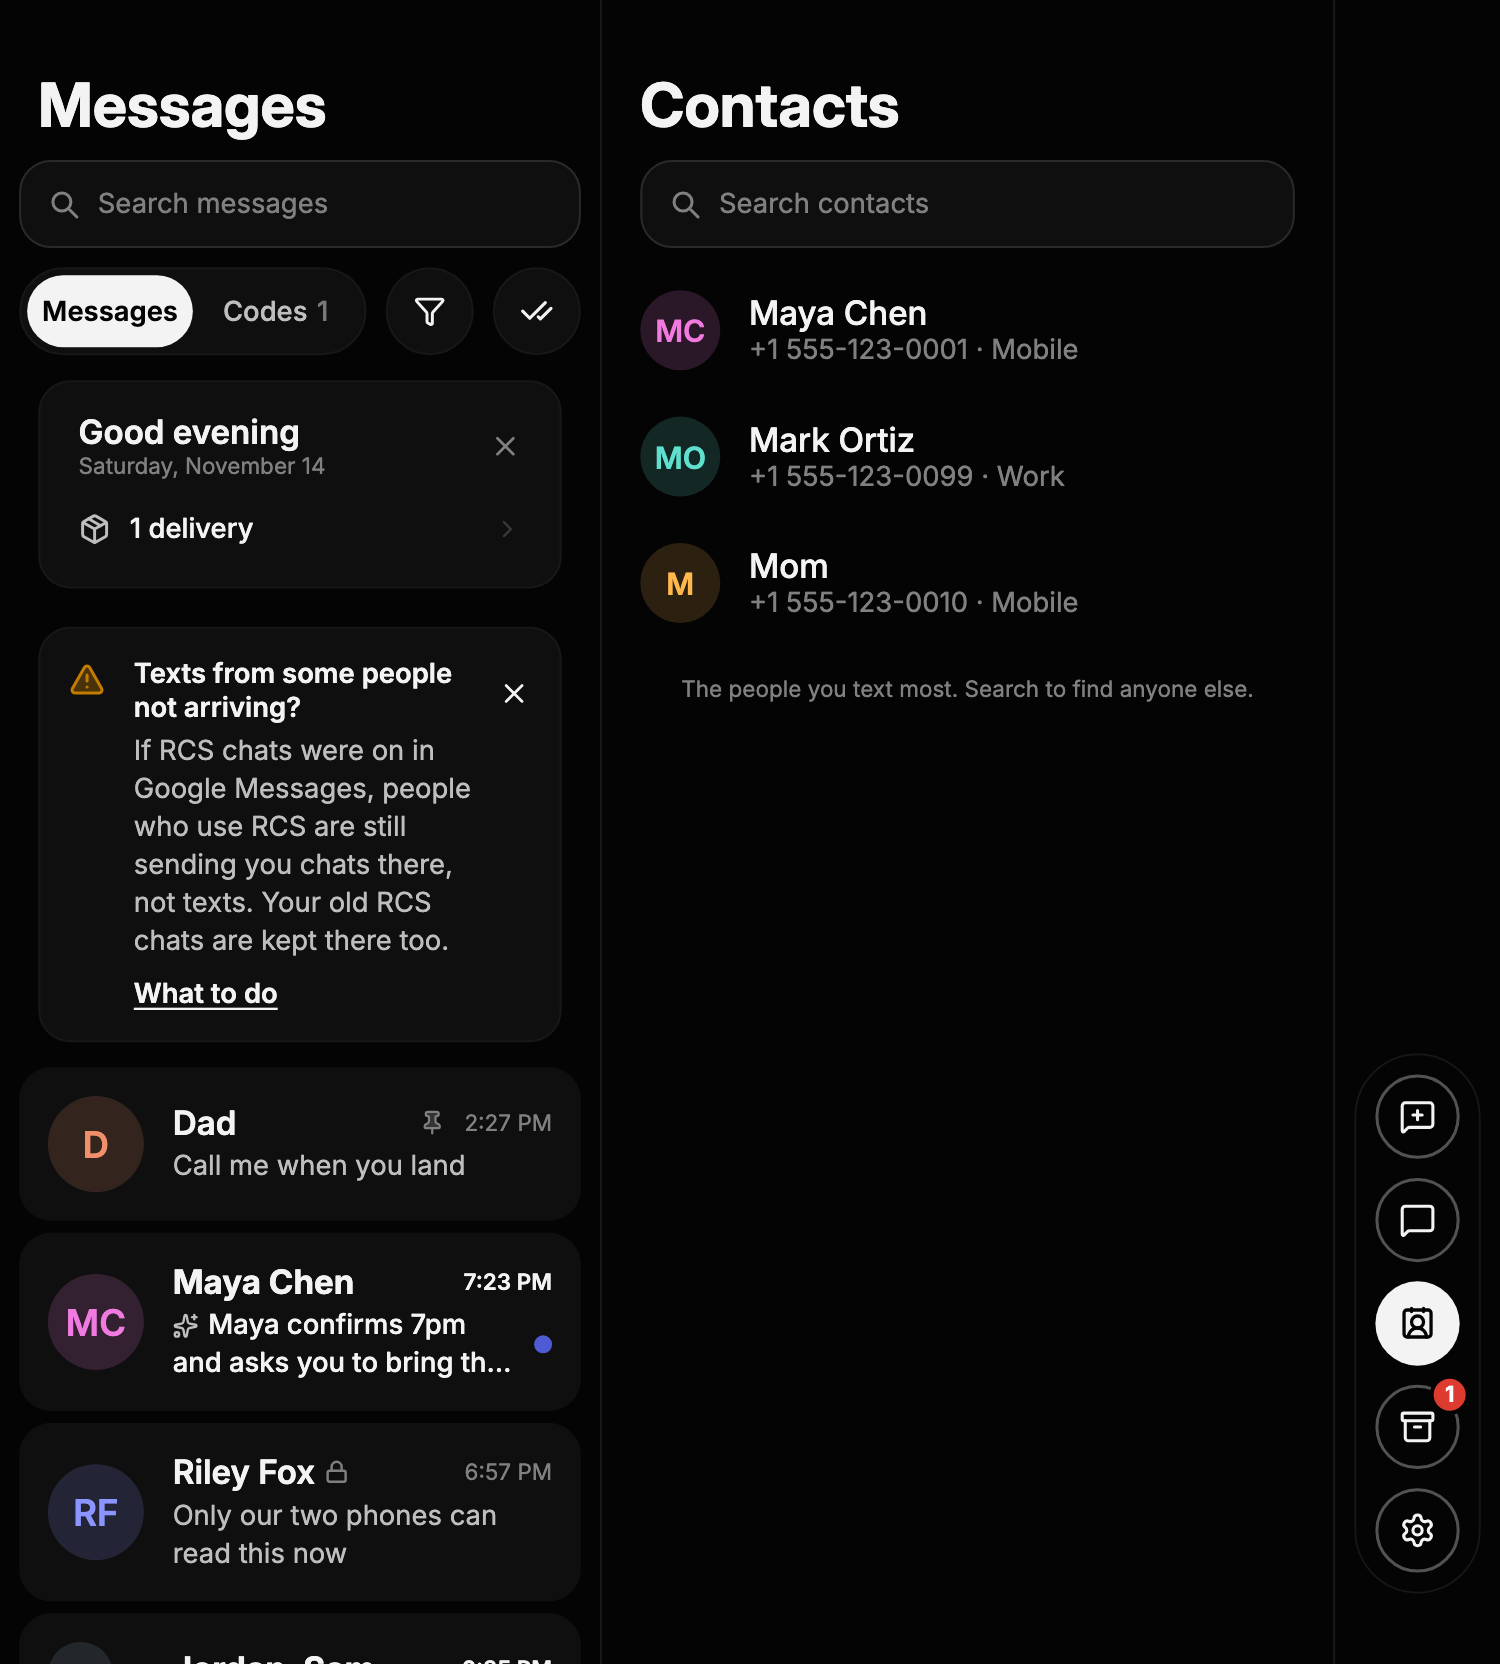 Messages
Search messages
Messages
Codes 1
Good evening
Saturday, November 14
1 delivery
Texts from some people
not arriving?
If RCS chats were on in
Google Messages, people
who use RCS are still
sending you chats there,
not texts. Your old RCS
chats are kept there too.
What to do
D
Dad
2:27 PM
Call me when you land
MC
Maya Chen
7:23 PM
Maya confirms 7pm
and asks you to bring th...
RF
Riley Fox
6:57 PM
Only our two phones can
read this now
Contacts
Search contacts
MC
Maya Chen
+1 555-123-0001 · Mobile
MO
Mark Ortiz
+1 555-123-0099 · Work
M
Mom
+1 555-123-0010 · Mobile
The people you text most. Search to find anyone else.
1